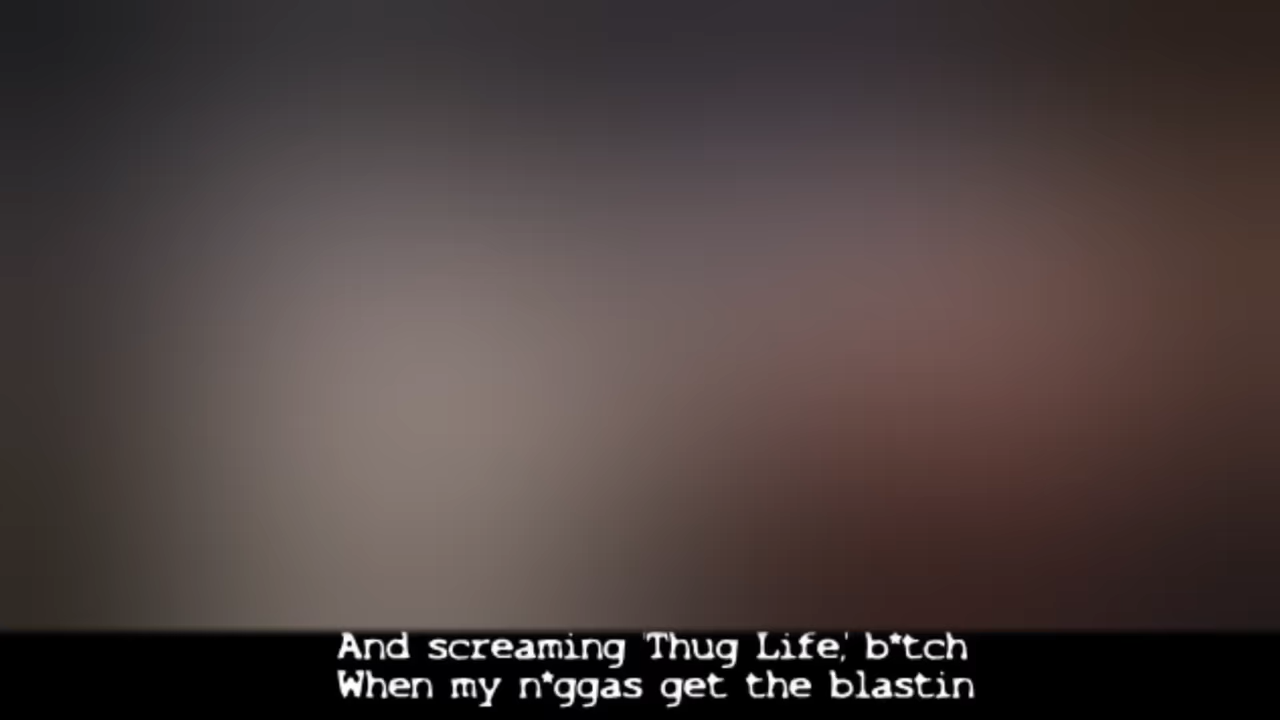 And screaming 'Thug Life,' b*tch
When my n*ggas get the blastin